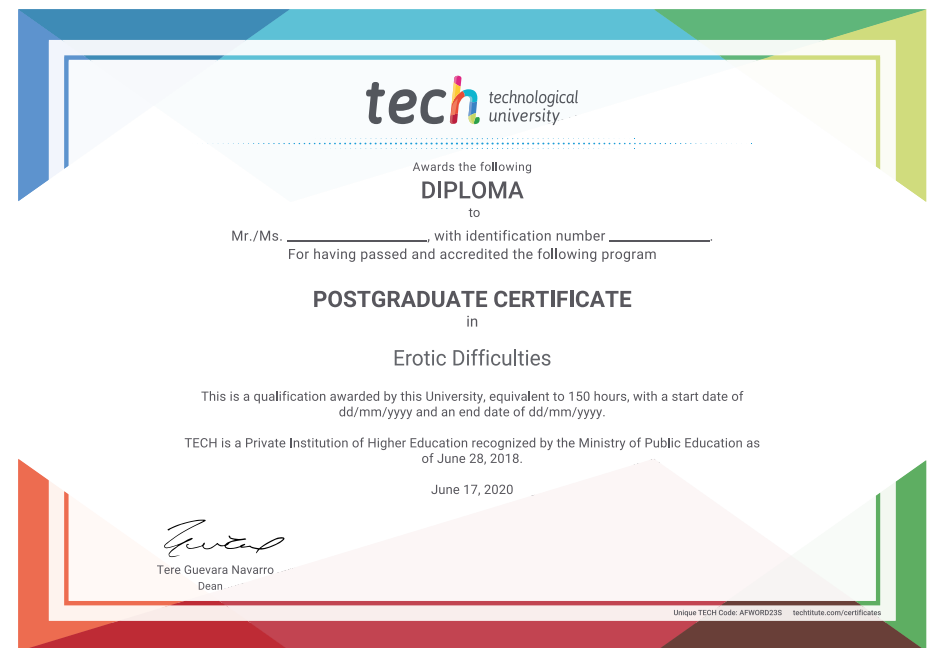 tech technological
university
Awards the following
DIPLOMA
to
Mr./Ms. ____________, with identification number ____________.
For having passed and accredited the following program
POSTGRADUATE CERTIFICATE
in
Erotic Difficulties
This is a qualification awarded by this University, equivalent to 150 hours, with a start date of
dd/mm/yyyy and an end date of dd/mm/yyyy.
TECH is a Private Institution of Higher Education recognized by the Ministry of Public Education as
of June 28, 2018.
June 17, 2020
Tere Guevara Navarro
Dean
Unique TECH Code: AFWORD23S techtitute.com/certificates